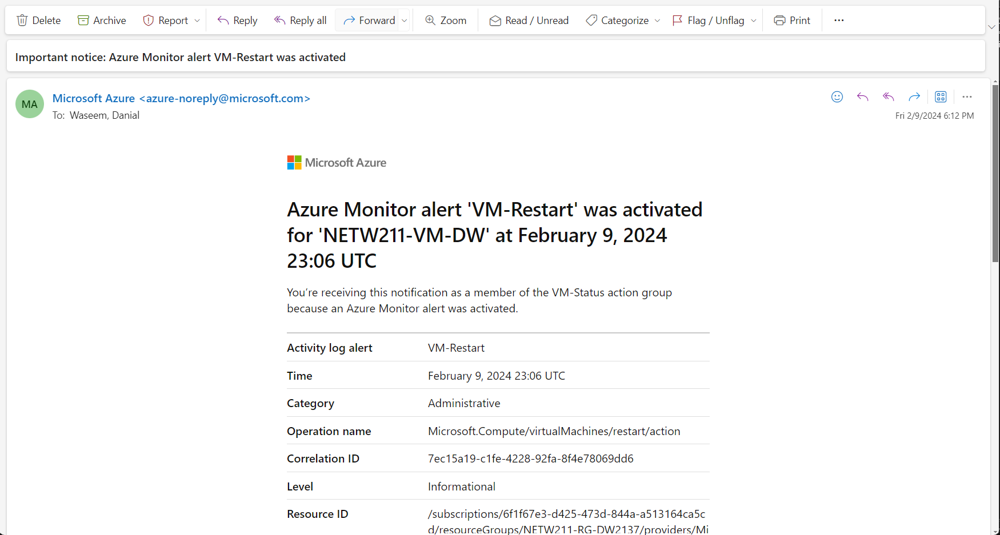 Delete Archive Report Reply Reply all Forward Zoom Read / Unread Categorize Flag / Unflag Print ...
Important notice: Azure Monitor alert VM-Restart was activated
MA
Microsoft Azure <azure-noreply@microsoft.com>
To: Waseem, Danial
Fri 2/9/2024 6:12 PM
Microsoft Azure
Azure Monitor alert 'VM-Restart' was activated
for 'NETW211-VM-DW' at February 9, 2024
23:06 UTC
You’re receiving this notification as a member of the VM-Status action group
because an Azure Monitor alert was activated.
Activity log alert VM-Restart
Time February 9, 2024 23:06 UTC
Category Administrative
Operation name Microsoft.Compute/virtualMachines/restart/action
Correlation ID 7ec15a19-c1fe-4228-92fa-8f4e78069dd6
Level Informational
Resource ID /subscriptions/6f1f67e3-d425-473d-844a-a513164ca5c
d/resourceGroups/NETW211-RG-DW2137/providers/Mi